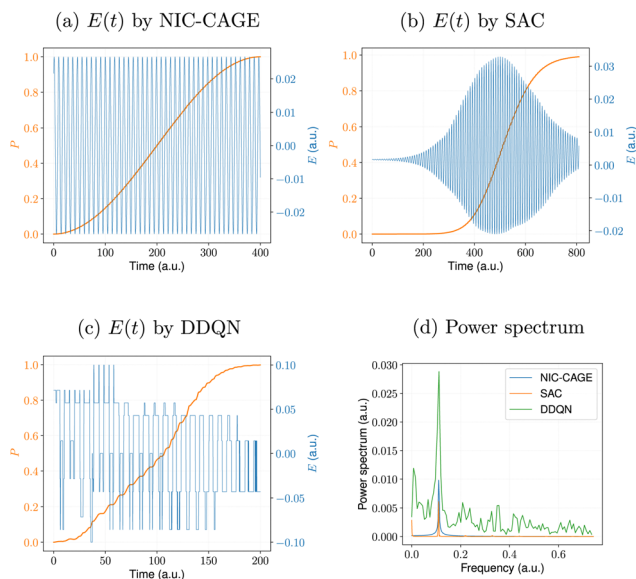 (a) E(t) by NIC-CAGE
1.0
0.8
0.6
0.4
0.2
0.0
P
0.02
0.01
0.00
−0.01
−0.02
E (a.u.)
0 100 200 300 400
Time (a.u.)
(b) E(t) by SAC
1.0
0.8
0.6
0.4
0.2
0.0
P
0.03
0.02
0.01
0.00
−0.01
−0.02
E (a.u.)
0 200 400 600 800
Time (a.u.)
(c) E(t) by DDQN
1.0
0.8
0.6
0.4
0.2
0.0
P
0.10
0.05
0.00
−0.05
−0.10
E (a.u.)
0 50 100 150 200
Time (a.u.)
(d) Power spectrum
0.030
0.025
0.020
0.015
0.010
0.005
0.000
Power spectrum (a.u.)
NIC-CAGE
SAC
DDQN
0.0 0.2 0.4 0.6
Frequency (a.u.)